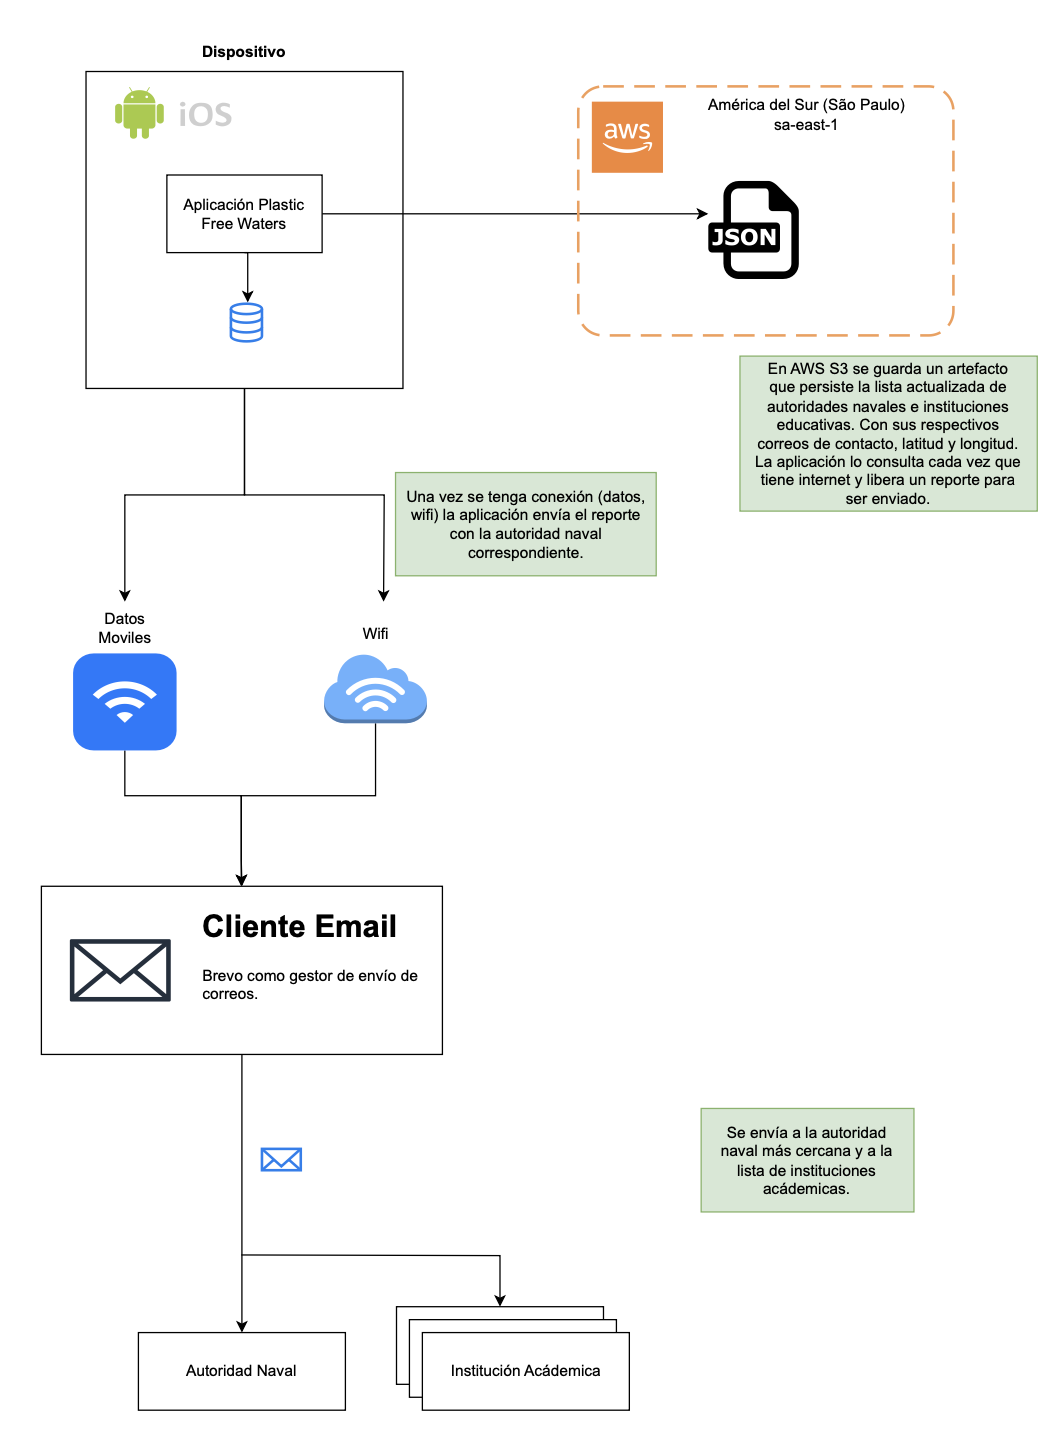 Dispositivo
iOS
Aplicación Plastic
Free Waters
aws
América del Sur (São Paulo)
sa-east-1
JSON
En AWS S3 se guarda un artefacto
que persiste la lista actualizada de
autoridades navales e instituciones
educativas. Con sus respectivos
correos de contacto, latitud y longitud.
La aplicación lo consulta cada vez que
tiene internet y libera un reporte para
ser enviado.
Una vez se tenga conexión (datos,
wifi) la aplicación envía el reporte
con la autoridad naval
correspondiente.
Datos
Moviles
Wifi
Cliente Email
Brevo como gestor de envío de
correos.
Se envía a la autoridad
naval más cercana y a la
lista de instituciones
acádemicas.
Autoridad Naval
Institución Acádemica